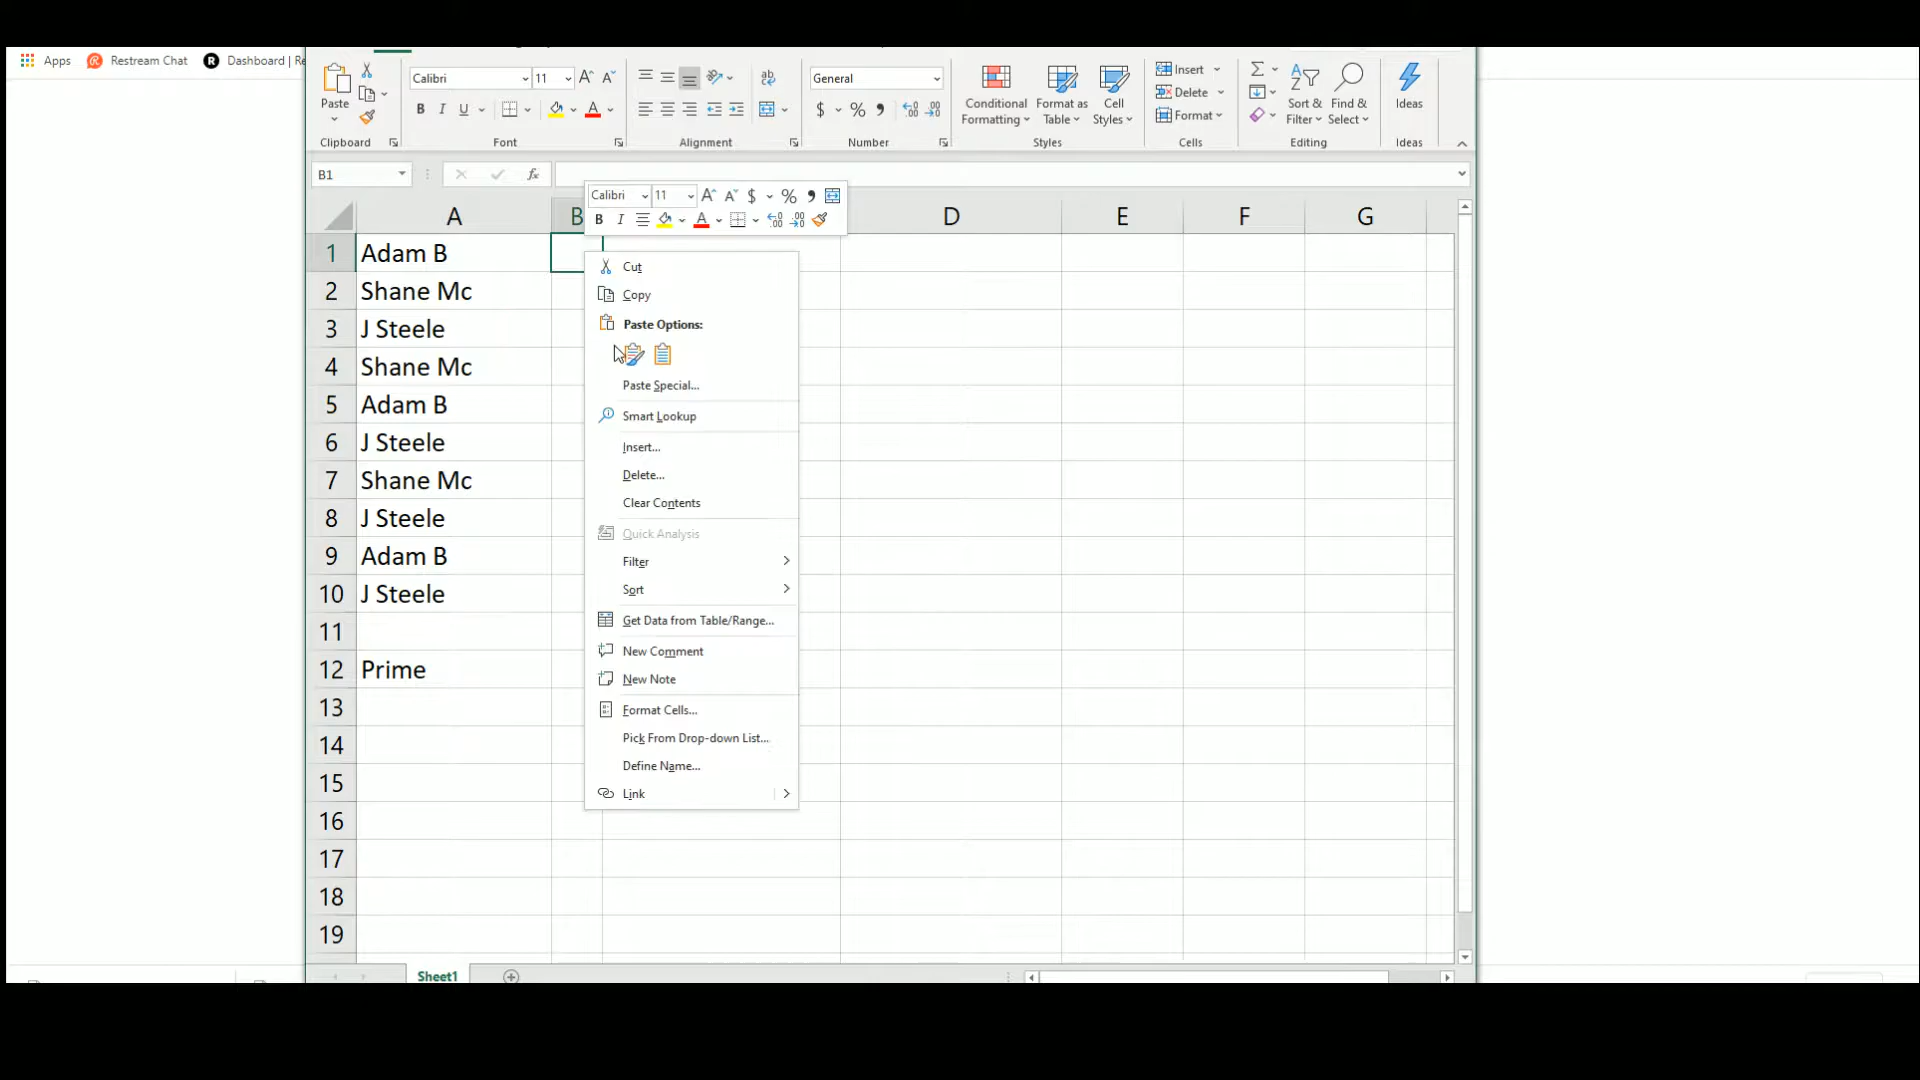 Apps Restream Chat Dashboard | Re
Paste
Clipboard
Calibri 11
B I U
Font
Alignment
General
$ % ,
Number
Conditional Formatting
Format as Table
Cell Styles
Styles
Insert
Delete
Format
Cells
Sort & Filter
Find & Select
Editing
Ideas
Ideas
B1
fx
Calibri 11 $ % ,
B I A
A B D E F G
1 Adam B
2 Shane Mc
3 J Steele
4 Shane Mc
5 Adam B
6 J Steele
7 Shane Mc
8 J Steele
9 Adam B
10 J Steele
11
12 Prime
13
14
15
16
17
18
19
Cut
Copy
Paste Options:
Paste Special...
Smart Lookup
Insert...
Delete...
Clear Contents
Quick Analysis
Filter
Sort
Get Data from Table/Range...
New Comment
New Note
Format Cells...
Pick From Drop-down List...
Define Name...
Link
Sheet1